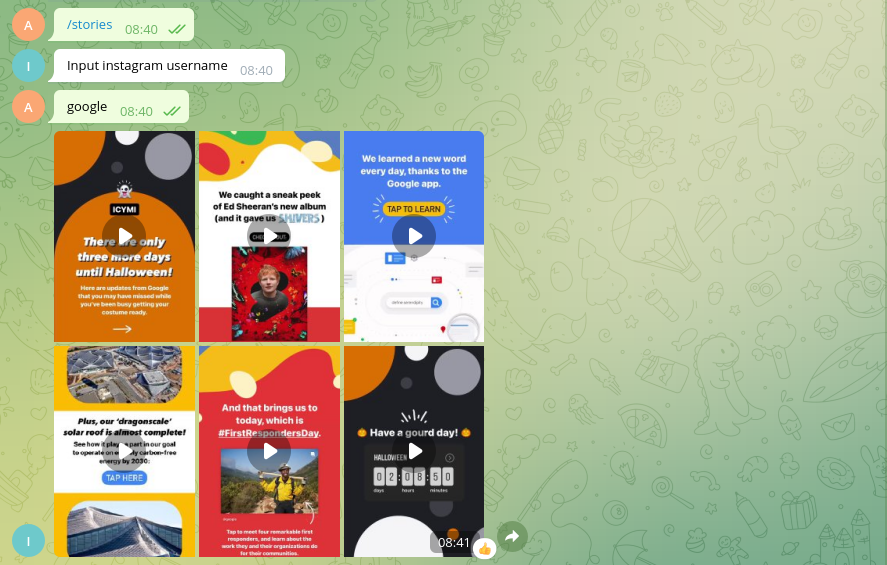 A
/stories
08:40
I
Input instagram username
08:40
A
google
08:40
ICYMI
There are only
three more days
until Halloween!
Here are updates from Google
that you may have missed while
you've been busy getting your
costume ready.
We caught a sneak peek
of Ed Sheeran's new album
(and it gave us SHIVERS)
We learned a new word
every day, thanks to the
Google app.
TAP TO LEARN
define serendipity
Plus, our 'dragonscale'
solar roof is almost complete!
See how it plays a part in our goal
to operate on entirely carbon-free
energy by 2030:
TAP HERE
And that brings us to
today, which is
#FirstRespondersDay.
Tap to meet four remarkable first
responders, and learn about the
work they and their organizations do
for their communities.
Have a gourd day!
HALLOWEEN
02:08:50
days hours minutes
I
08:41